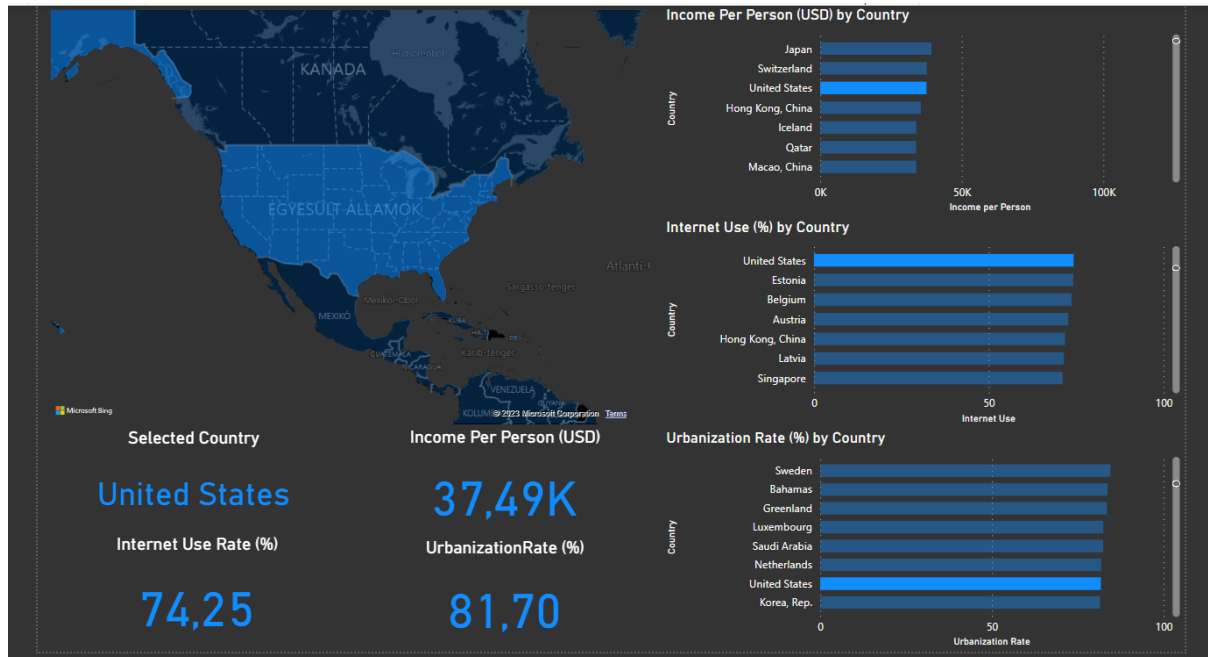 KANADA
Hudson-öböl
EGYESÜLT ÁLLAMOK
Atlanti-
Sargasso-tenger
Mexikói-Öböl
MEXIKÓ
KUBA
HAITI
PR
Karib-tenger
GUATEMALA
NICARAGUA
VENEZUELA
GUYANA
KOLUM
Microsoft Bing
© 2023 Microsoft Corporation Terms
Selected Country
United States
Income Per Person (USD)
37,49K
Internet Use Rate (%)
74,25
UrbanizationRate (%)
81,70
Income Per Person (USD) by Country
Country
Japan
Switzerland
United States
Hong Kong, China
Iceland
Qatar
Macao, China
0K 50K 100K
Income per Person
Internet Use (%) by Country
Country
United States
Estonia
Belgium
Austria
Hong Kong, China
Latvia
Singapore
0 50 100
Internet Use
Urbanization Rate (%) by Country
Country
Sweden
Bahamas
Greenland
Luxembourg
Saudi Arabia
Netherlands
United States
Korea, Rep.
0 50 100
Urbanization Rate